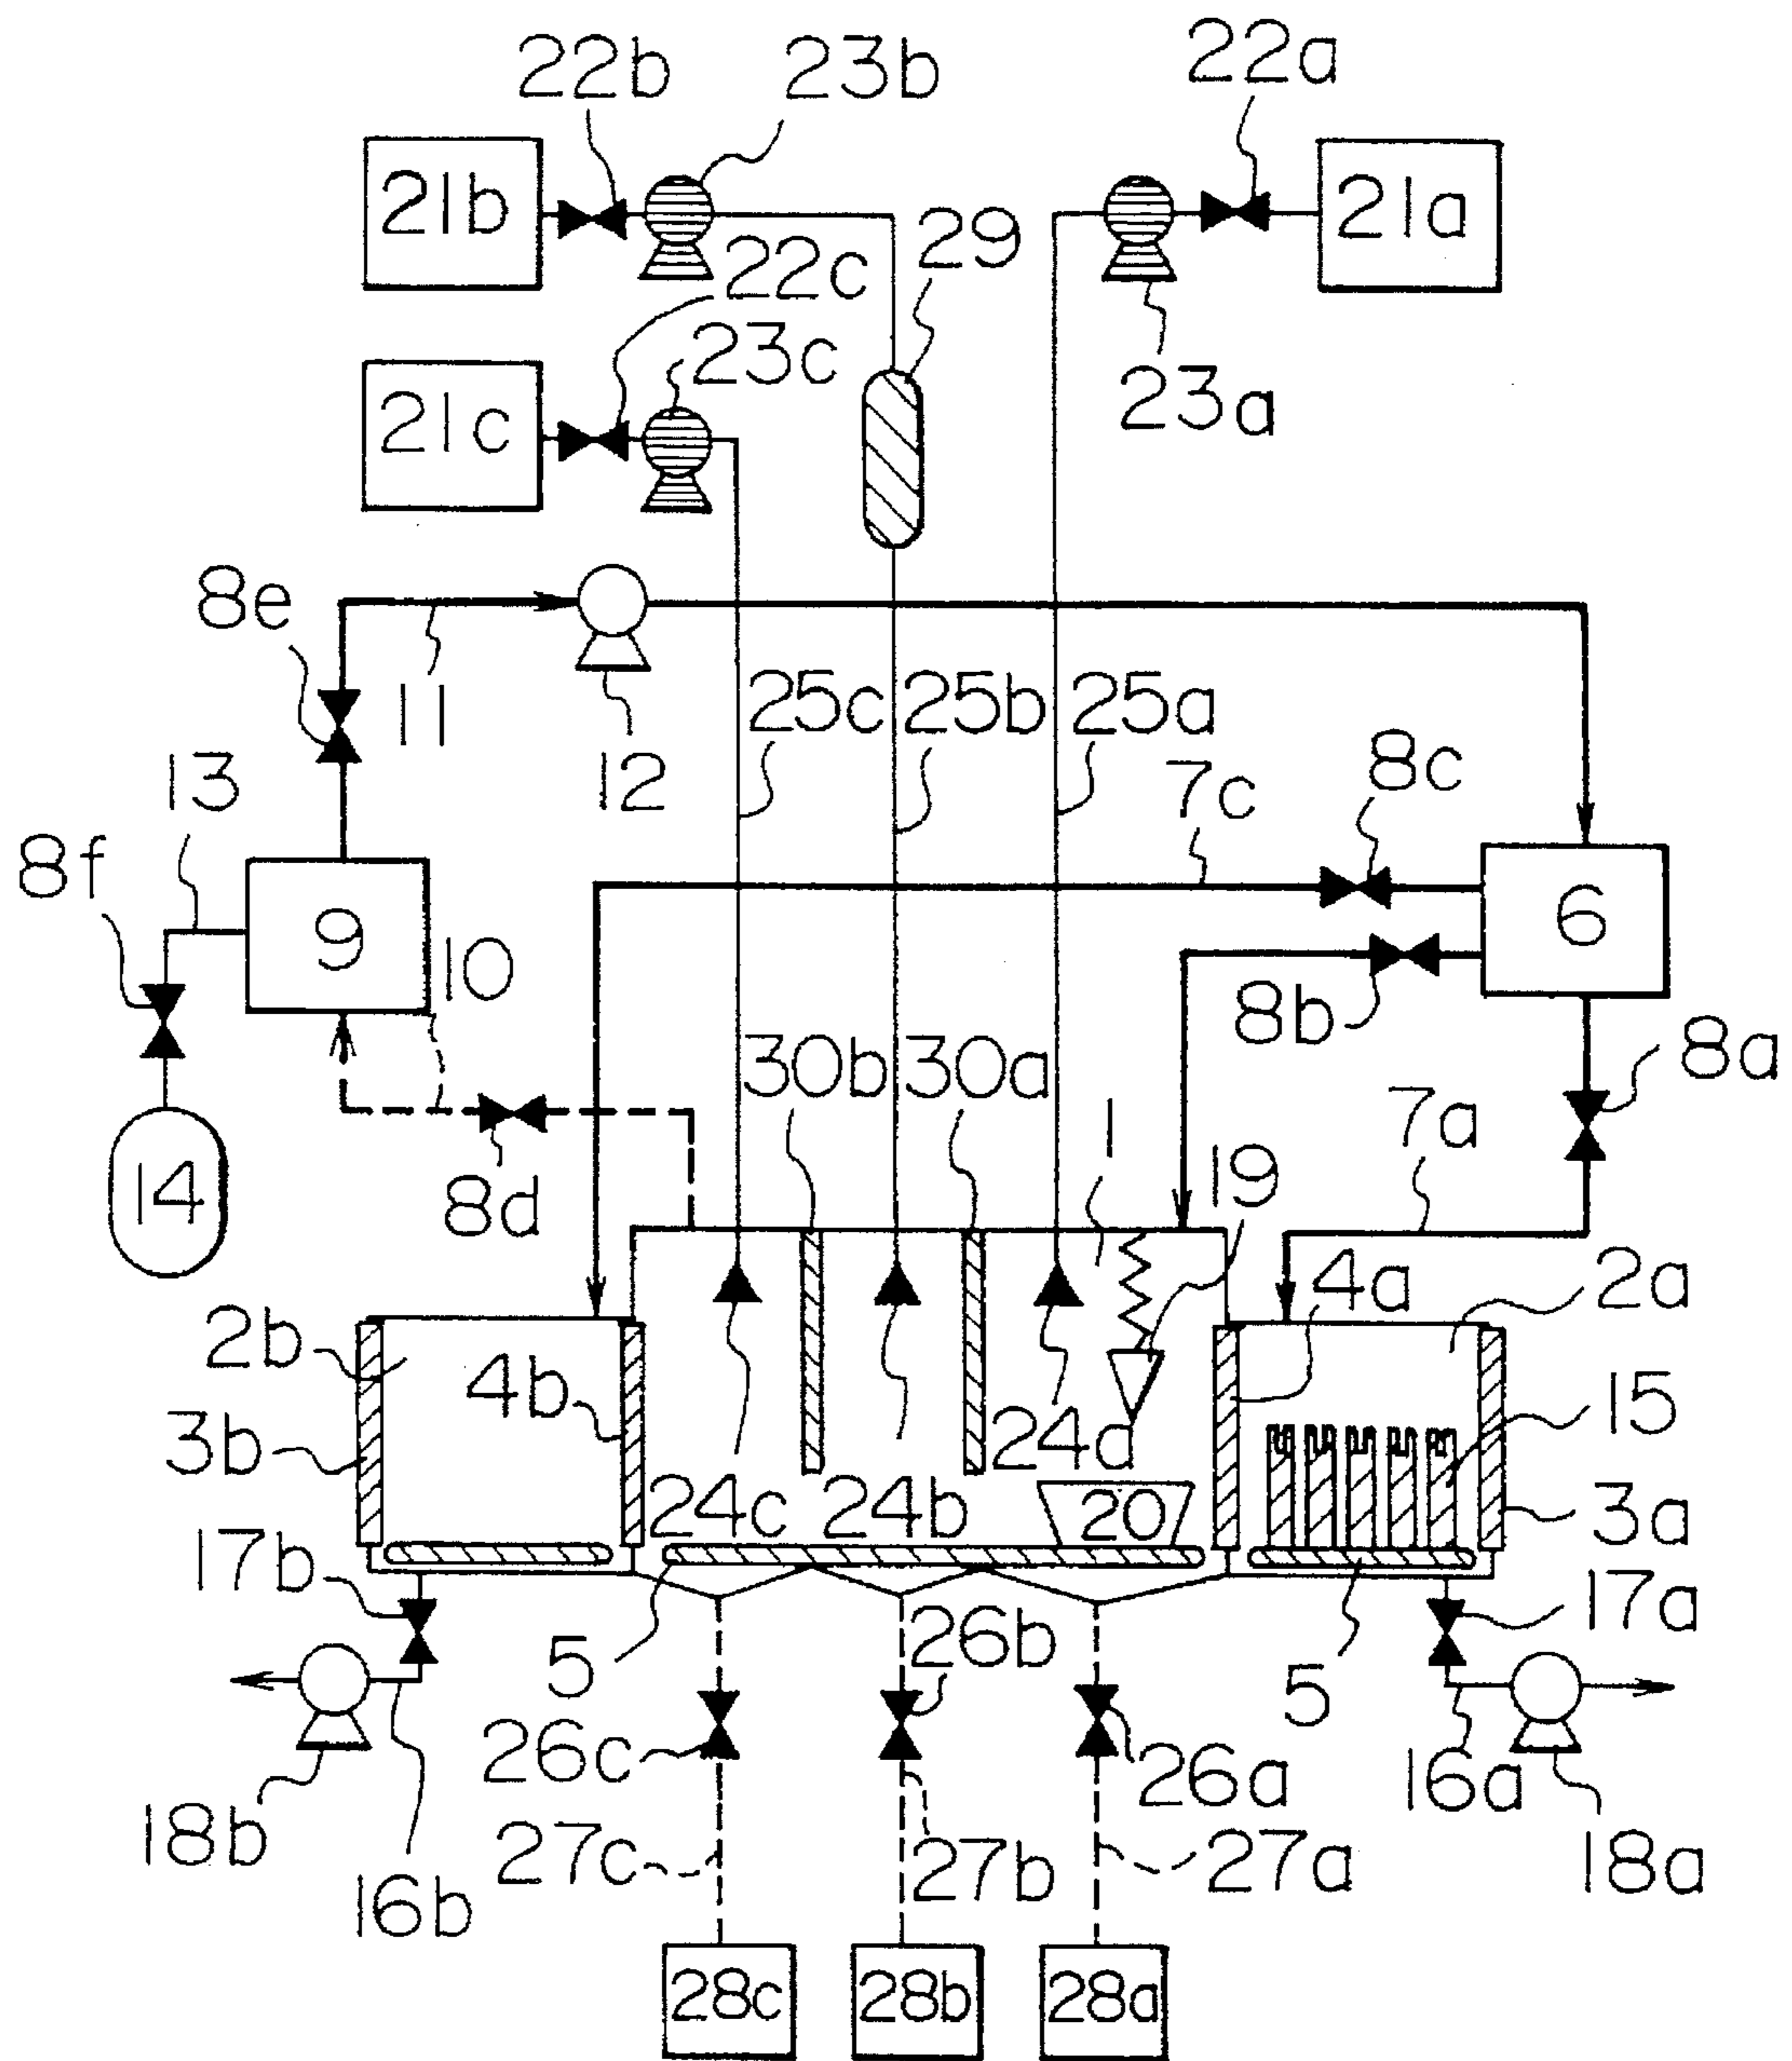 22b 23b 22a
21b 21a
29
22c
21c 23c 23a
8e
11 12 25c 25b 25a
13 7c 8c
8f 9 10 6
8b
30b 30a 8a
14 8d 1 19 7a
4a 2a
2b 4b
3b 24a 15
24c 24b 20 3a
17b 17a
5 26b 5
26c 26a 16a
18b 27c 27b 27a 18a
16b
28c 28b 28a